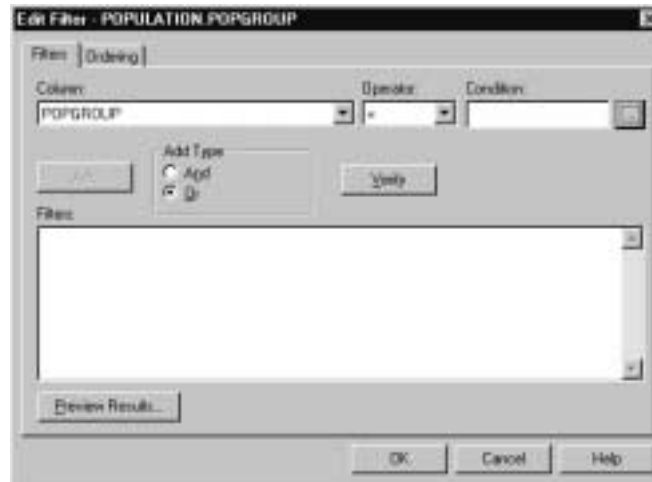 Edit Filter - POPULATION.POPGROUP
Filters Ordering
Column: Operator: Condition:
POPGROUP = ...
Add Type
And
Or
Verify
Filters:
Preview Results...
OK Cancel Help